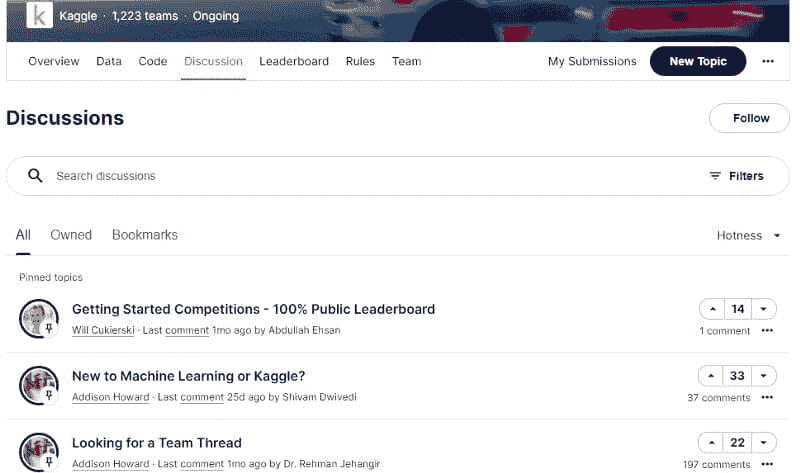 k Kaggle · 1,223 teams · Ongoing
Overview Data Code Discussion Leaderboard Rules Team My Submissions New Topic
Discussions Follow
Search discussions Filters
All Owned Bookmarks Hotness
Pinned topics
Getting Started Competitions - 100% Public Leaderboard 14
Will Cukierski · Last comment 1mo ago by Abdullah Ehsan 1 comment
New to Machine Learning or Kaggle? 33
Addison Howard · Last comment 25d ago by Shivam Dwivedi 37 comments
Looking for a Team Thread 22
Addison Howard · Last comment 1mo ago by Dr. Rehman Jehangir 197 comments